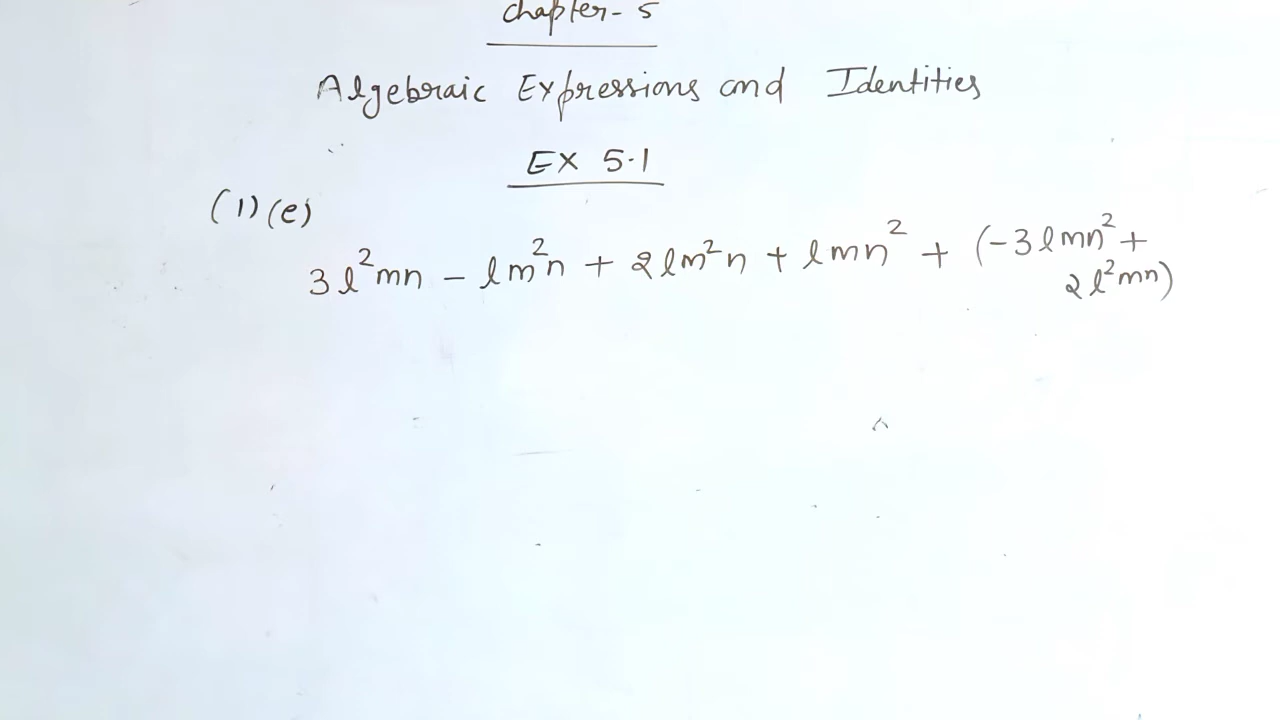 Chapter- 5
Algebraic Expressions and Identities
EX 5.1
(1) (e)
3l²mn - lm²n + 2lm²n + lmn² + (-3lmn² +
2l²mn)